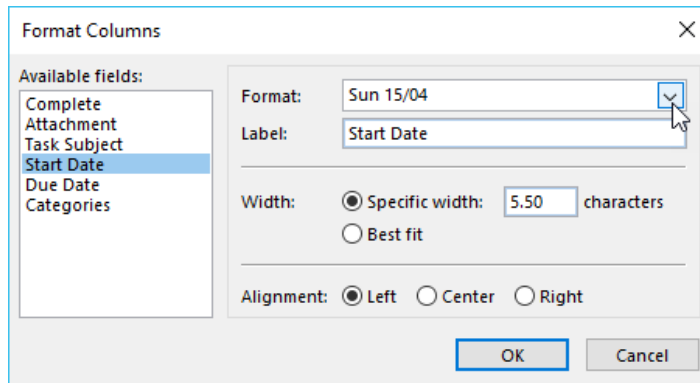 Format Columns
Available fields:
Complete
Attachment
Task Subject
Start Date
Due Date
Categories
Format: Sun 15/04
Label: Start Date
Width: Specific width: 5.50 characters
Best fit
Alignment: Left Center Right
OK Cancel